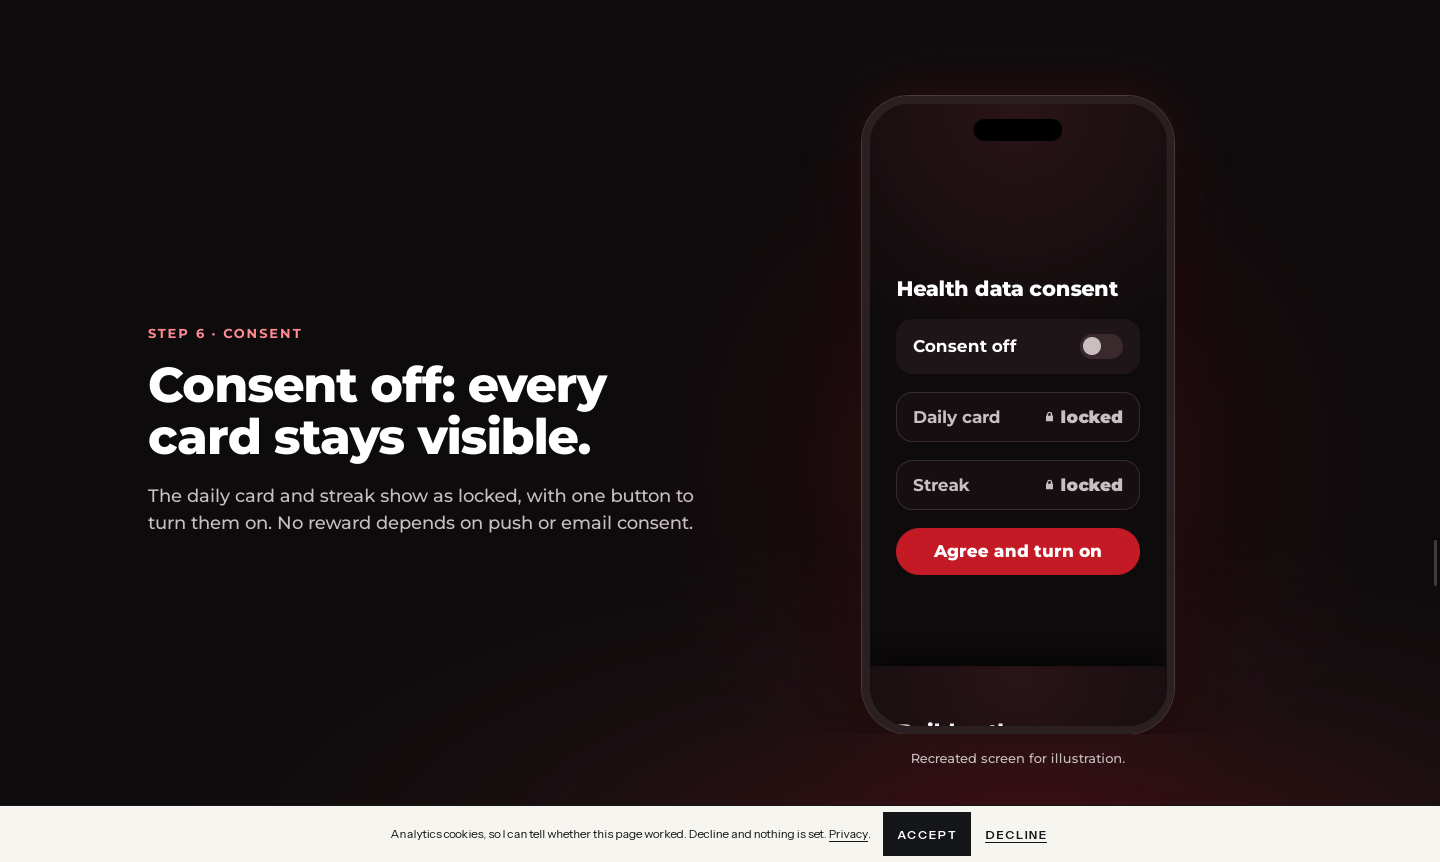 STEP 6 · CONSENT
Consent off: every
card stays visible.
The daily card and streak show as locked, with one button to
turn them on. No reward depends on push or email consent.
Health data consent
Consent off
Daily card locked
Streak locked
Agree and turn on
Recreated screen for illustration.
Analytics cookies, so I can tell whether this page worked. Decline and nothing is set. Privacy.
ACCEPT
DECLINE